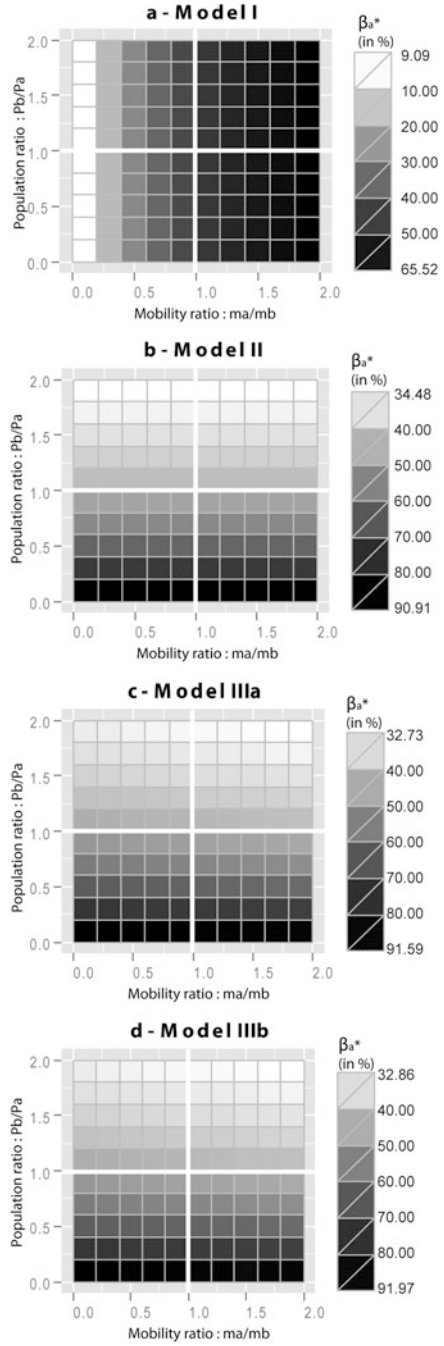 a - Model I
βa*
(in %)
9.09
10.00
20.00
30.00
40.00
50.00
65.52
Population ratio : Pb/Pa
2.0
1.5
1.0
0.5
0.0
0.0 0.5 1.0 1.5 2.0
Mobility ratio : ma/mb
b - Model II
βa*
(in %)
34.48
40.00
50.00
60.00
70.00
80.00
90.91
Population ratio : Pb/Pa
2.0
1.5
1.0
0.5
0.0
0.0 0.5 1.0 1.5 2.0
Mobility ratio : ma/mb
c - Model IIIa
βa*
(in %)
32.73
40.00
50.00
60.00
70.00
80.00
91.59
Population ratio : Pb/Pa
2.0
1.5
1.0
0.5
0.0
0.0 0.5 1.0 1.5 2.0
Mobility ratio : ma/mb
d - Model IIIb
βa*
(in %)
32.86
40.00
50.00
60.00
70.00
80.00
91.97
Population ratio : Pb/Pa
2.0
1.5
1.0
0.5
0.0
0.0 0.5 1.0 1.5 2.0
Mobility ratio : ma/mb